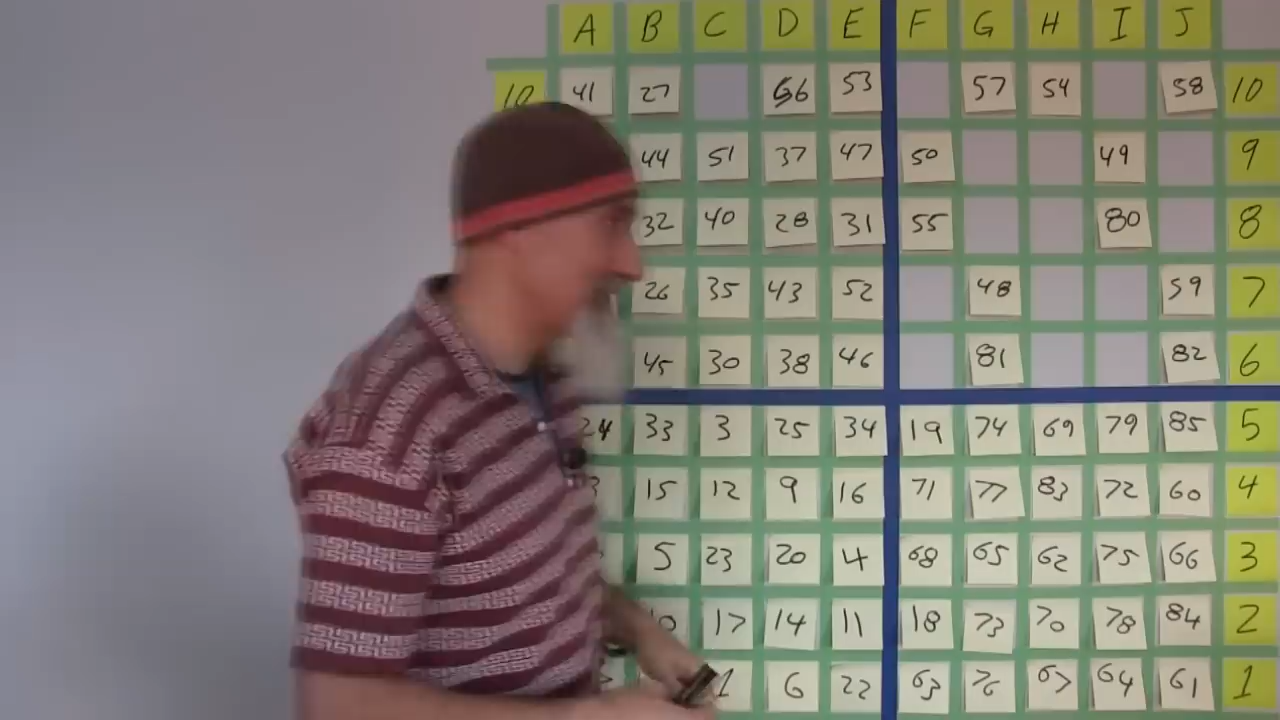 A B C D E F G H I J
10 41 27 56 53 57 54 58 10
44 51 37 47 50 49 9
32 40 28 31 55 80 8
26 35 43 52 48 59 7
45 30 38 46 81 82 6
24 33 3 25 34 19 74 69 79 85 5
15 12 9 16 71 77 83 72 60 4
5 23 20 4 68 65 62 75 66 3
17 14 11 18 73 70 78 84 2
6 22 63 76 67 64 61 1